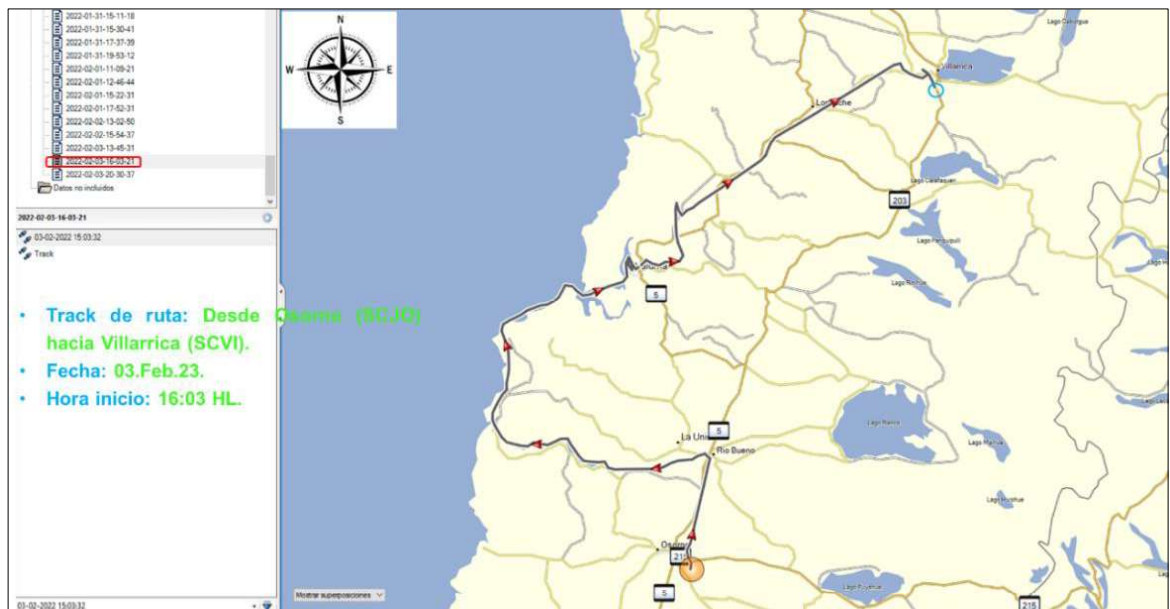 2022-01-31-15-11-18
2022-01-31-15-30-41
2022-01-31-17-37-39
2022-01-31-19-53-12
2022-02-01-11-09-21
2022-02-01-12-46-44
2022-02-01-15-22-31
2022-02-01-17-52-31
2022-02-02-13-02-50
2022-02-02-15-54-37
2022-02-03-13-45-31
2022-02-03-16-03-21
2022-02-03-20-30-37
Datos no incluidos
2022-02-03-16-03-21
03-02-2022 15:03:32
Track
• Track de ruta: Desde Osorno (SCJO)
hacia Villarrica (SCVI).
• Fecha: 03.Feb.23.
• Hora inicio: 16:03 HL.
03-02-2022 15:03:32
N
W
E
S
Villarrica
Lago Calafquen
203
Lago Panguipulli
Lago Riñihue
5
Lago Ranco
5
La Uni
Rio Bueno
Lago Maihue
Osorno
5
Lago Puyehue
215
Mostrar superposiciones